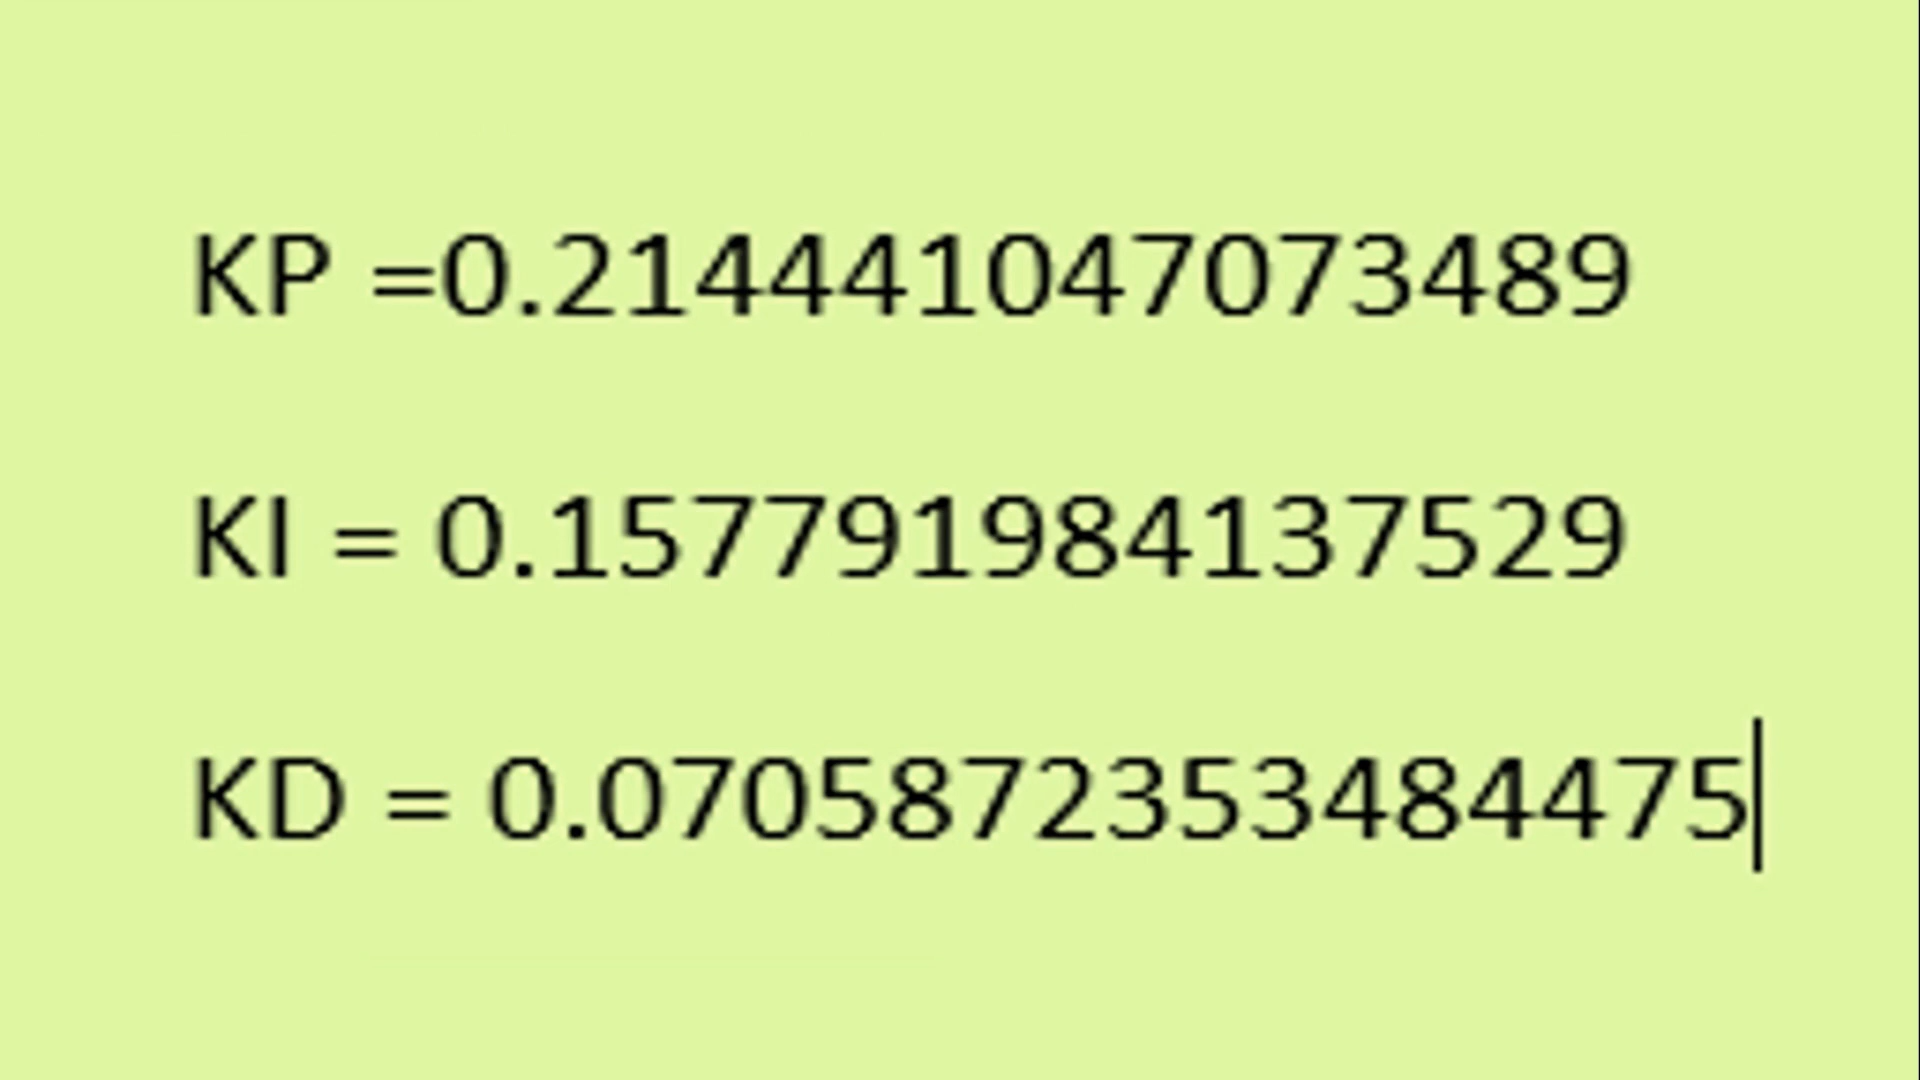 KP =0.214441047073489
KI = 0.157791984137529
KD = 0.0705872353484475